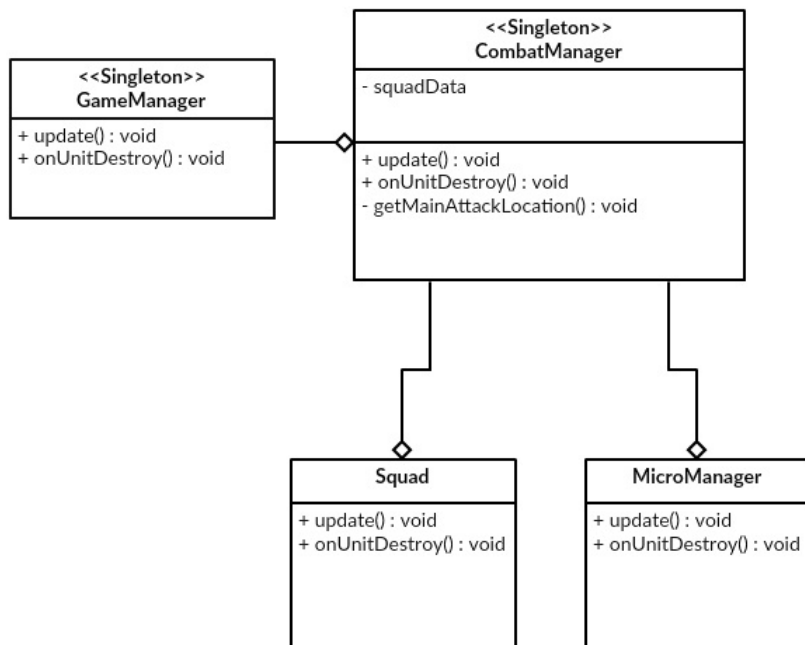 <<Singleton>>
GameManager
+ update() : void
+ onUnitDestroy() : void
<<Singleton>>
CombatManager
- squadData
+ update() : void
+ onUnitDestroy() : void
- getMainAttackLocation() : void
Squad
+ update() : void
+ onUnitDestroy() : void
MicroManager
+ update() : void
+ onUnitDestroy() : void